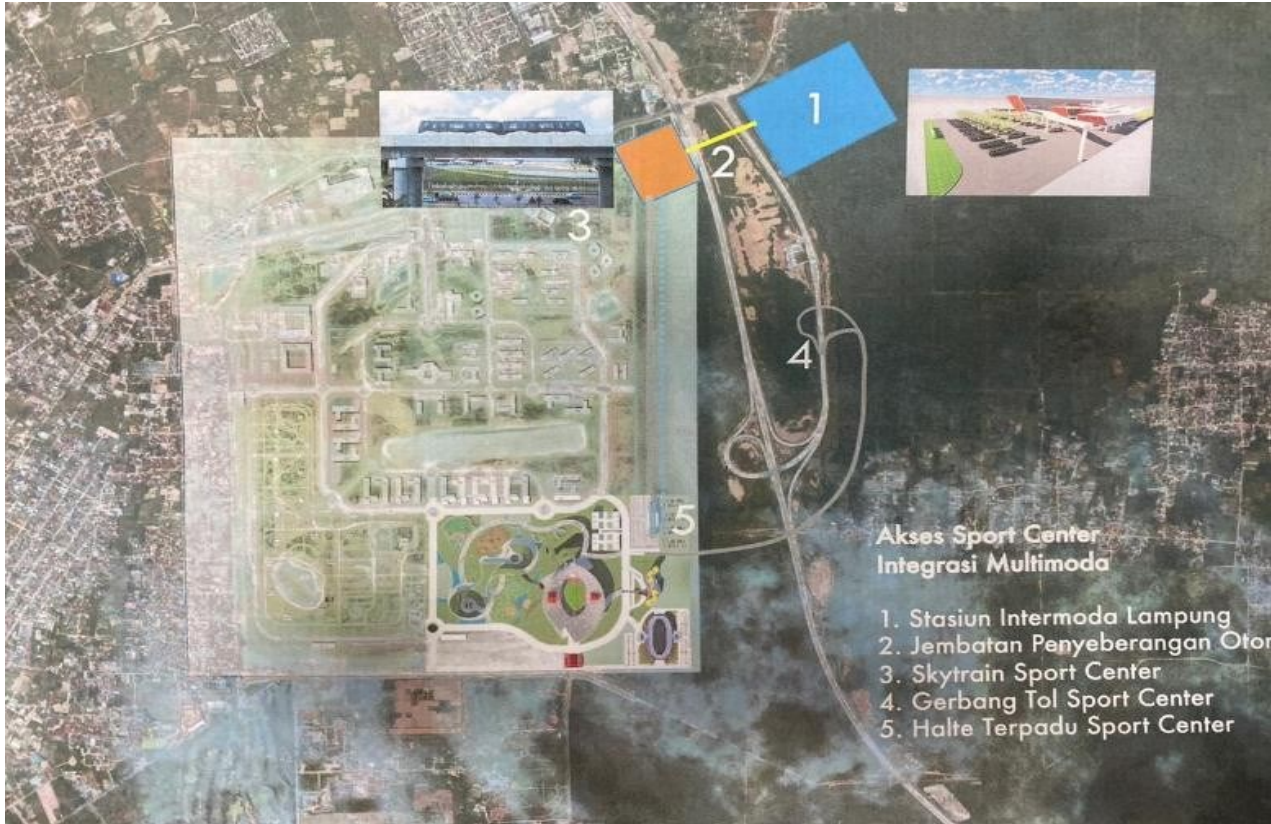 1
2
3
4
5
Akses Sport Center
Integrasi Multimoda
1. Stasiun Intermoda Lampung
2. Jembatan Penyeberangan
3. Skytrain Sport Center
4. Gerbang Tol Sport Center
5. Halte Terpadu Sport Center